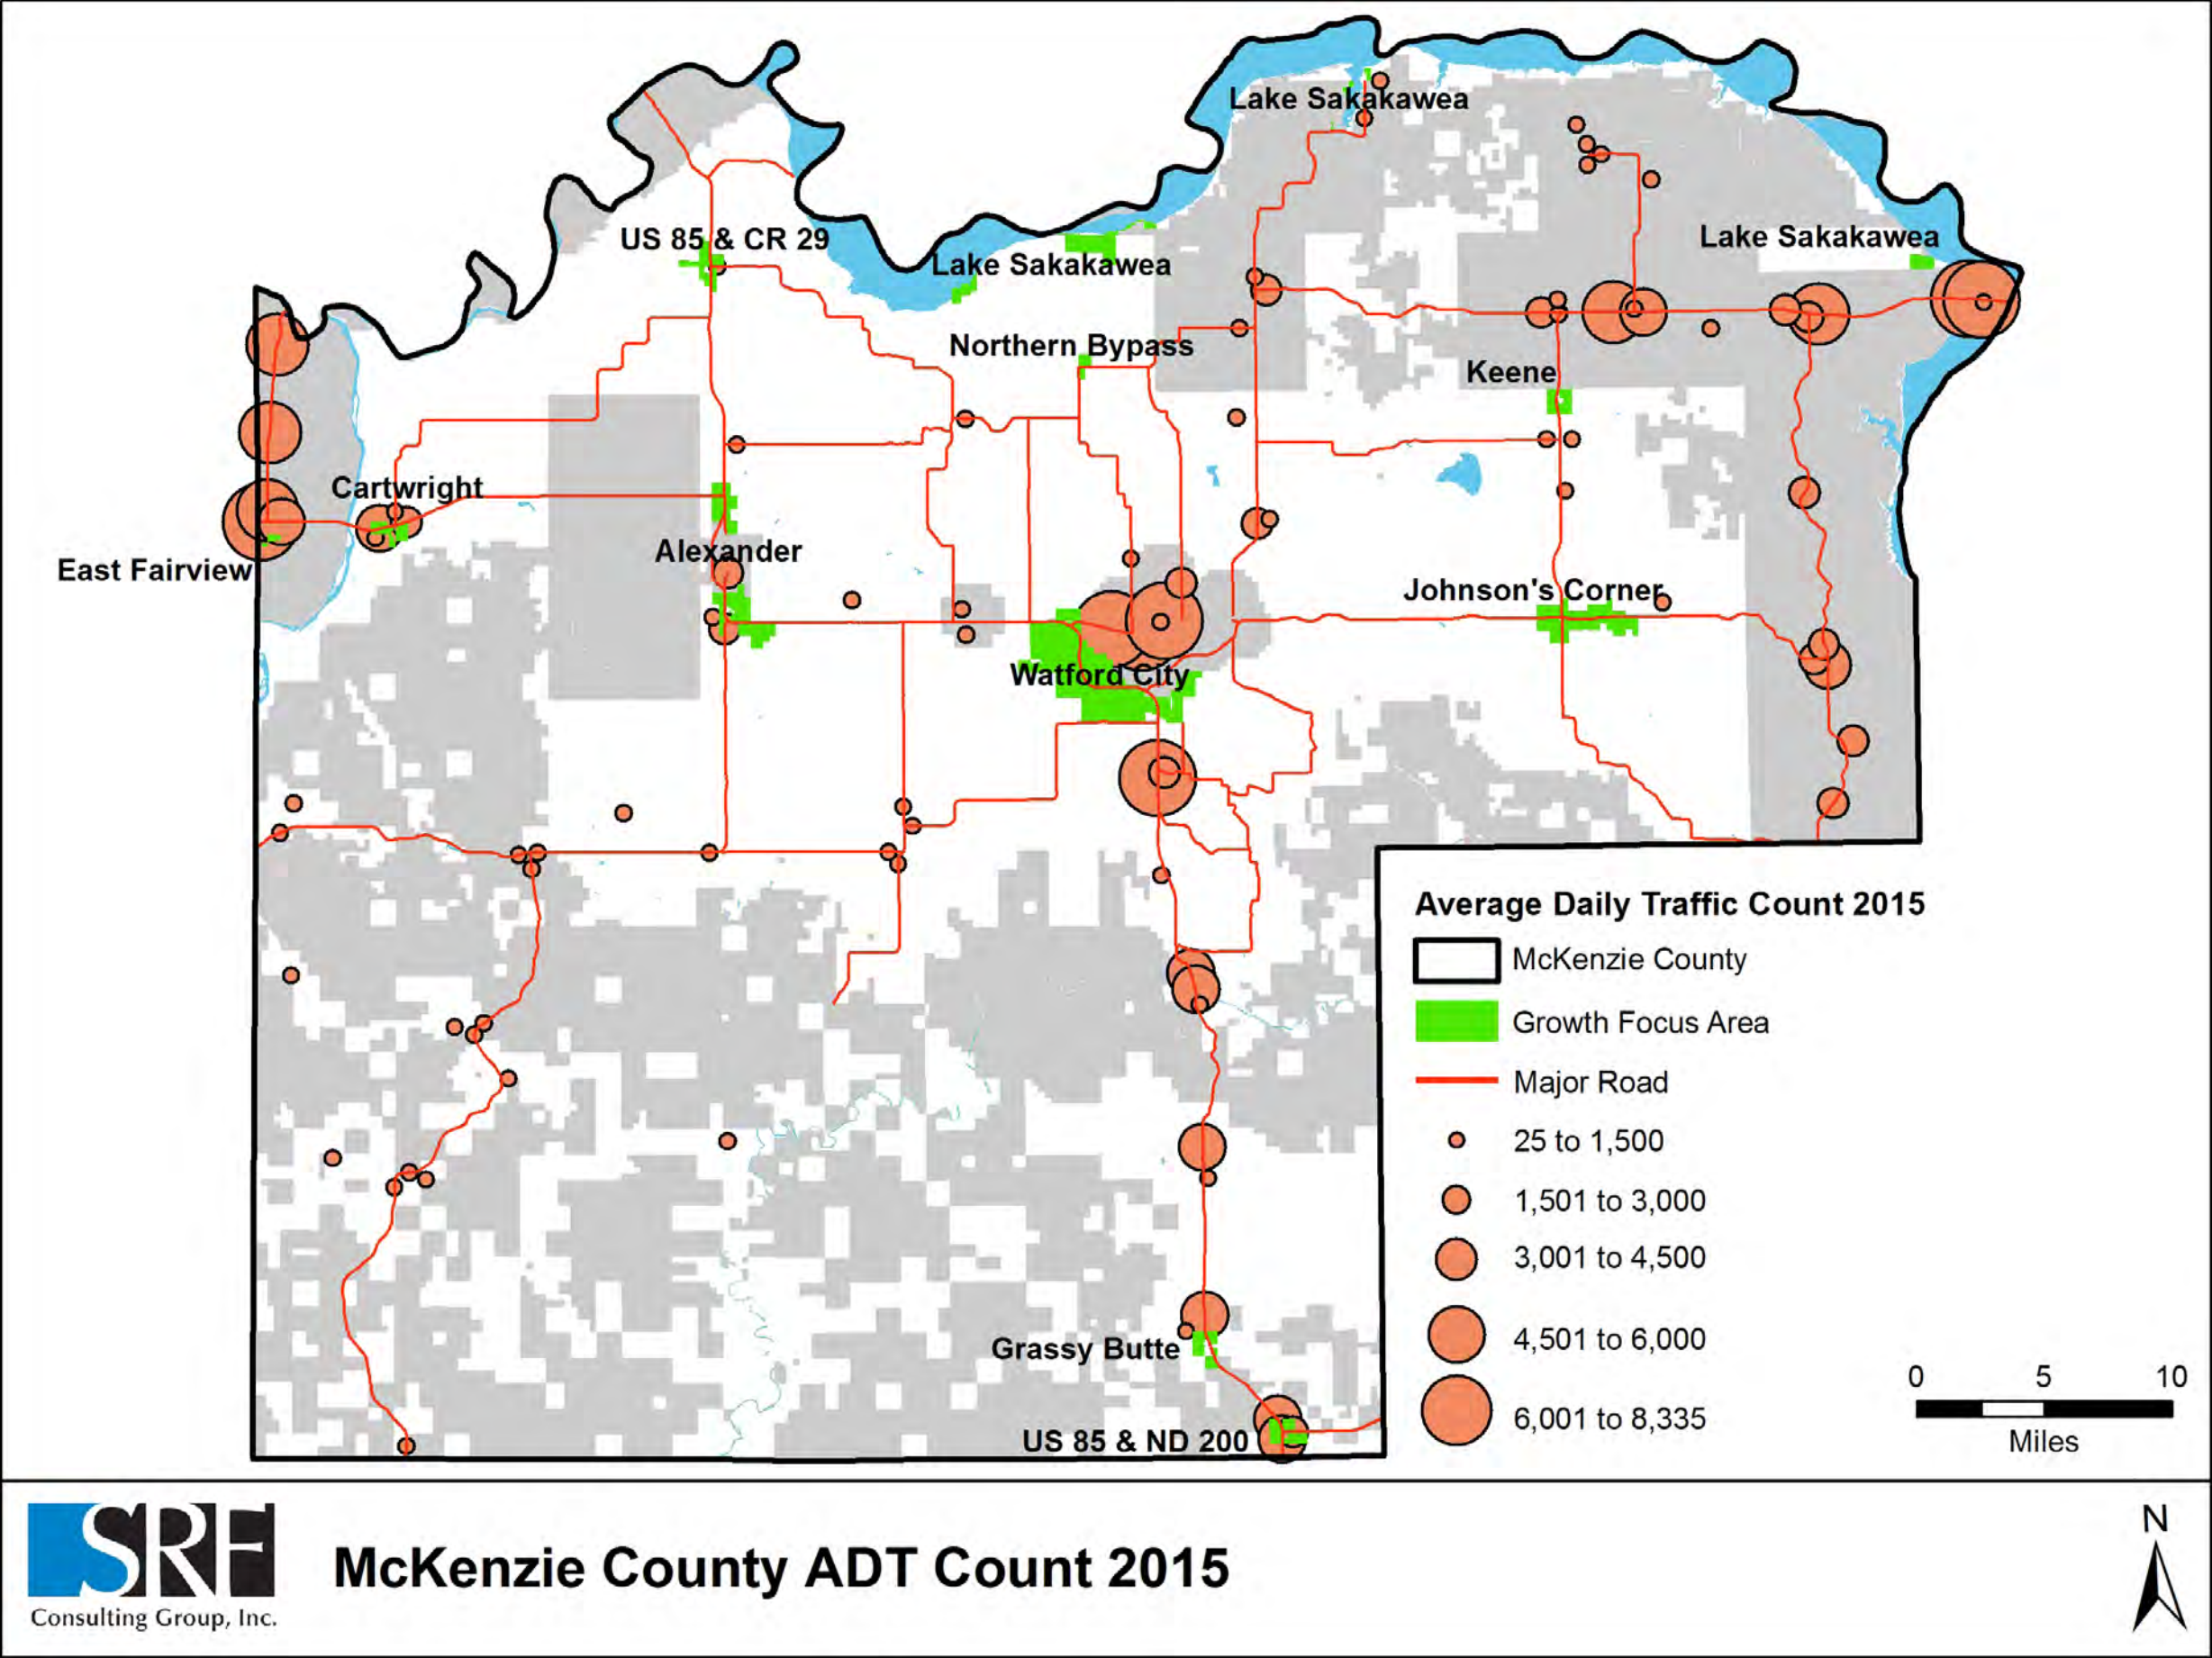 Lake Sakakawea
US 85 & CR 29
Lake Sakakawea
Lake Sakakawea
Northern Bypass
Keene
Cartwright
Alexander
East Fairview
Johnson's Corner
Watford City
Grassy Butte
US 85 & ND 200
Average Daily Traffic Count 2015
McKenzie County
Growth Focus Area
Major Road
25 to 1,500
1,501 to 3,000
3,001 to 4,500
4,501 to 6,000
6,001 to 8,335
0 5 10
Miles
SRF
Consulting Group, Inc.
McKenzie County ADT Count 2015
N